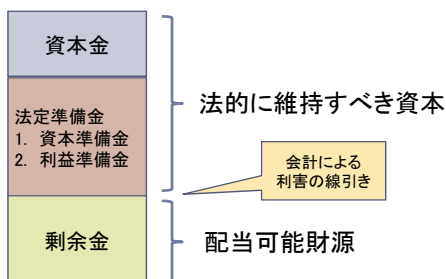 資本金
法定準備金
1. 資本準備金
2. 利益準備金
法的に維持すべき資本
会計による
利害の線引き
剰余金
配当可能財源